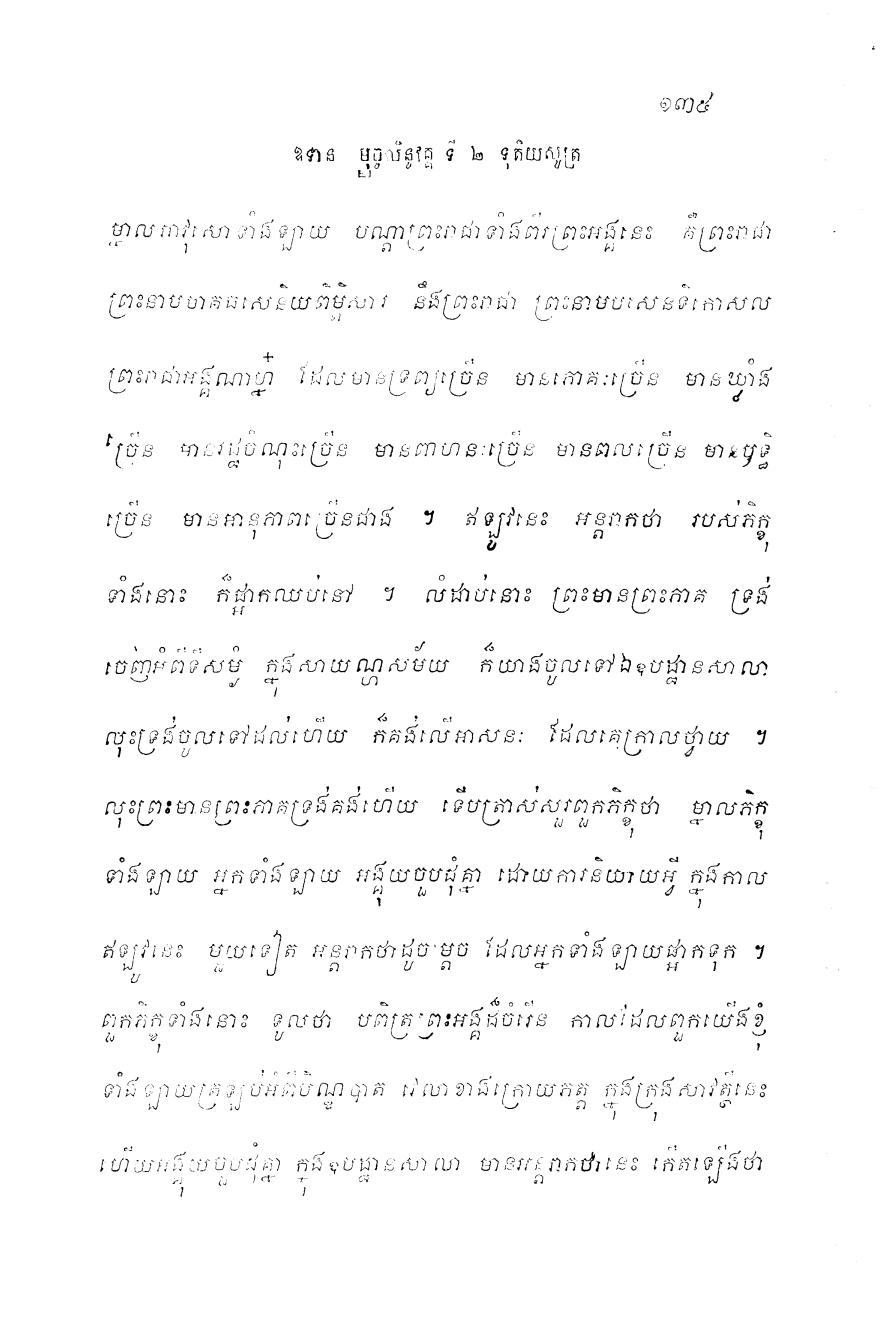 ១៣៥
ឧទាន មុច្ចលិន្ទវគ្គ ទី ២ ទុតិយសូត្រ
ម្នាលអាវុសោទាំងឡាយ បណ្តាព្រះរាជាទាំងពីរព្រះអង្គនេះ គឺព្រះរាជា
ព្រះនាមមាគធសេនិយពិម្ពិសារ នឹងព្រះរាជា ព្រះនាមបសេនទិកោសល
ព្រះរាជាអង្គណាហ្ន៎ ដែលមានទ្រព្យច្រើន មានភោគៈច្រើន មានឃ្លាំង
ច្រើន មានវដ្តចំណុះច្រើន មានពាហនៈច្រើន មានពលច្រើន មានឫទ្ធិ
ច្រើន មានអានុភាពច្រើនជាង ។ ឥឡូវនេះ អន្តរាកថា របស់ភិក្ខុ
ទាំងនោះ ក៏ផ្អាកឈប់នៅ ។ លំដាប់នោះ ព្រះមានព្រះភាគ ទ្រង់
ចេញអំពីទីសម្ងំ ក្នុងសាយណ្ហសម័យ ក៏យាងចូលទៅឯឧបដ្ឋានសាលា
លុះទ្រង់ចូលទៅដល់ហើយ ក៏គង់លើអាសនៈ ដែលគេក្រាលថ្វាយ ។
លុះព្រះមានព្រះភាគទ្រង់គង់ហើយ ទើបត្រាស់សួរពួកភិក្ខុថា ម្នាលភិក្ខុ
ទាំងឡាយ អ្នកទាំងឡាយ អង្គុយចួបជុំគ្នា ដោយការនិយាយអ្វី ក្នុងកាល
ឥឡូវនេះ មួយទៀត អន្តរាកថាដូចម្តេច ដែលអ្នកទាំងឡាយផ្អាកទុក ។
ពួកភិក្ខុទាំងនោះ ទូលថា បពិត្រព្រះអង្គដ៏ចំរើន កាលដែលពួកយើងខ្ញុំ
ទាំងឡាយត្រឡប់អំពីបិណ្ឌបាត វេលាខាងក្រោយភត្ត ក្នុងក្រុងសាវត្ថីនេះ
ហើយអង្គុយចួបជុំគ្នា ក្នុងឧបដ្ឋានសាលា មានអន្តរាកថានេះ កើតឡើងថា